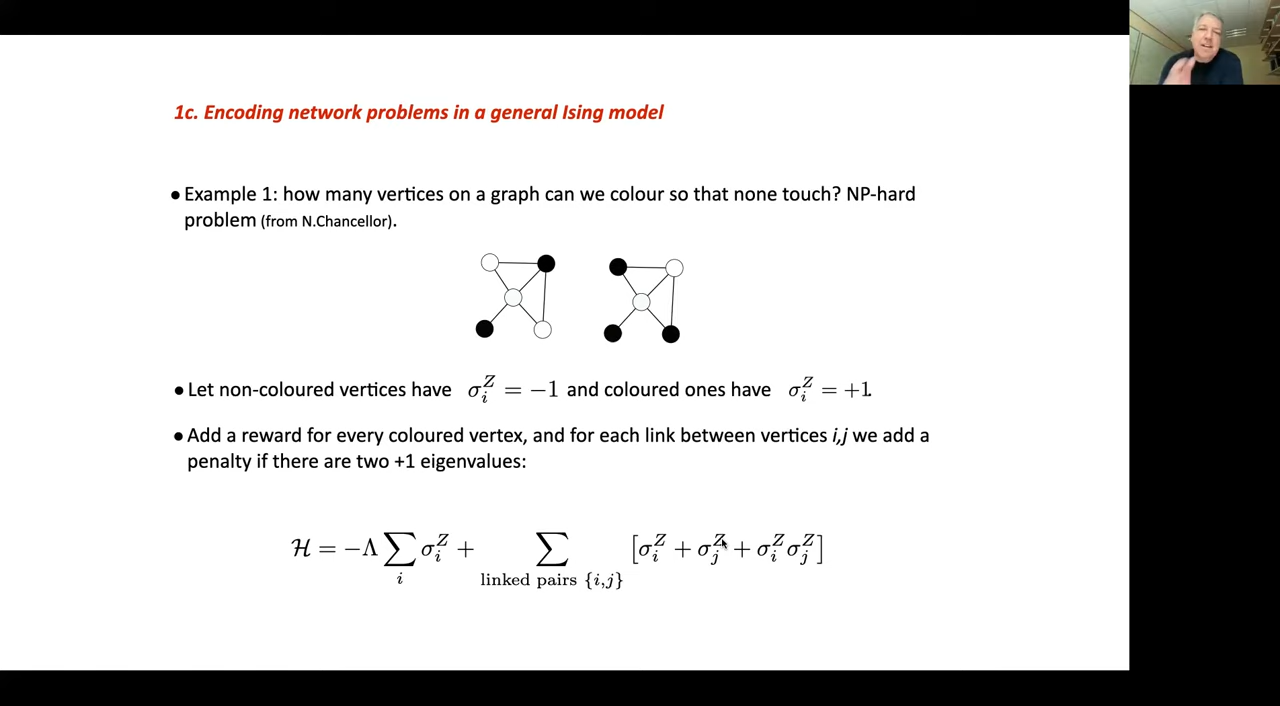 1c. Encoding network problems in a general Ising model
• Example 1: how many vertices on a graph can we colour so that none touch? NP-hard
problem (from N.Chancellor).
• Let non-coloured vertices have σ_i^Z = −1 and coloured ones have σ_i^Z = +1.
• Add a reward for every coloured vertex, and for each link between vertices i,j we add a
penalty if there are two +1 eigenvalues:
ℋ = −Λ ∑_i σ_i^Z + ∑_{linked pairs {i,j}} [σ_i^Z + σ_j^Z + σ_i^Z σ_j^Z]